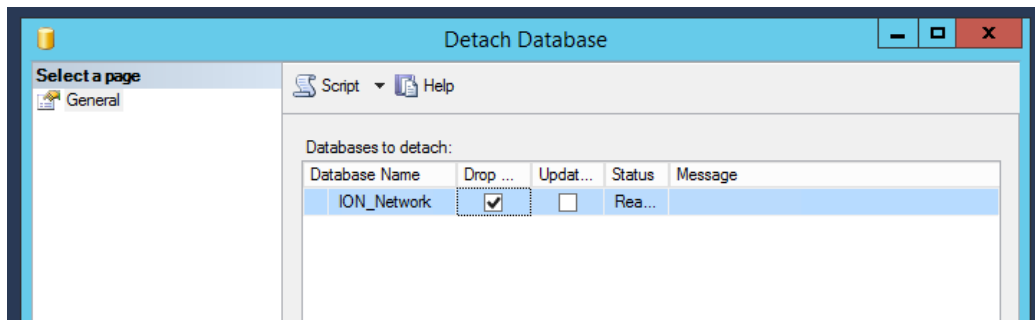 Detach Database
Select a page
General
Script Help
Databases to detach:
Database Name Drop ... Updat... Status Message
ION_Network Rea...